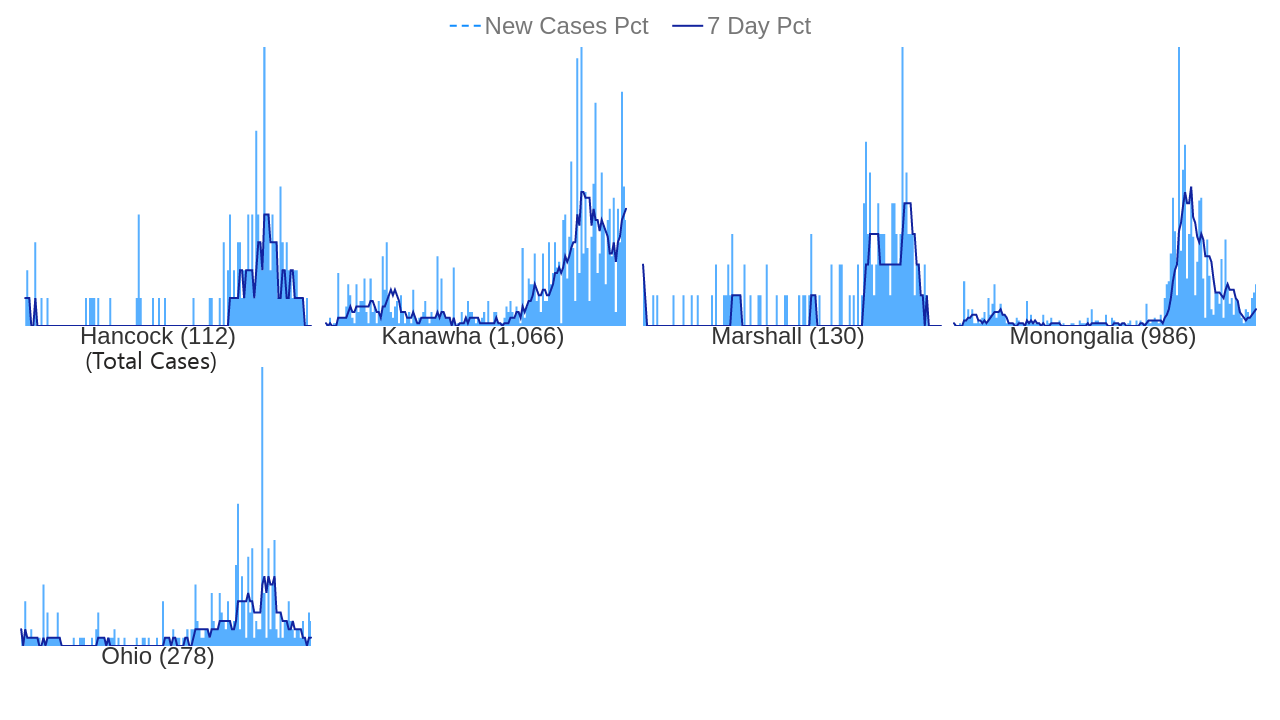 New Cases Pct 7 Day Pct
Hancock (112) Kanawha (1,066) Marshall (130) Monongalia (986)
(Total Cases)
Ohio (278)